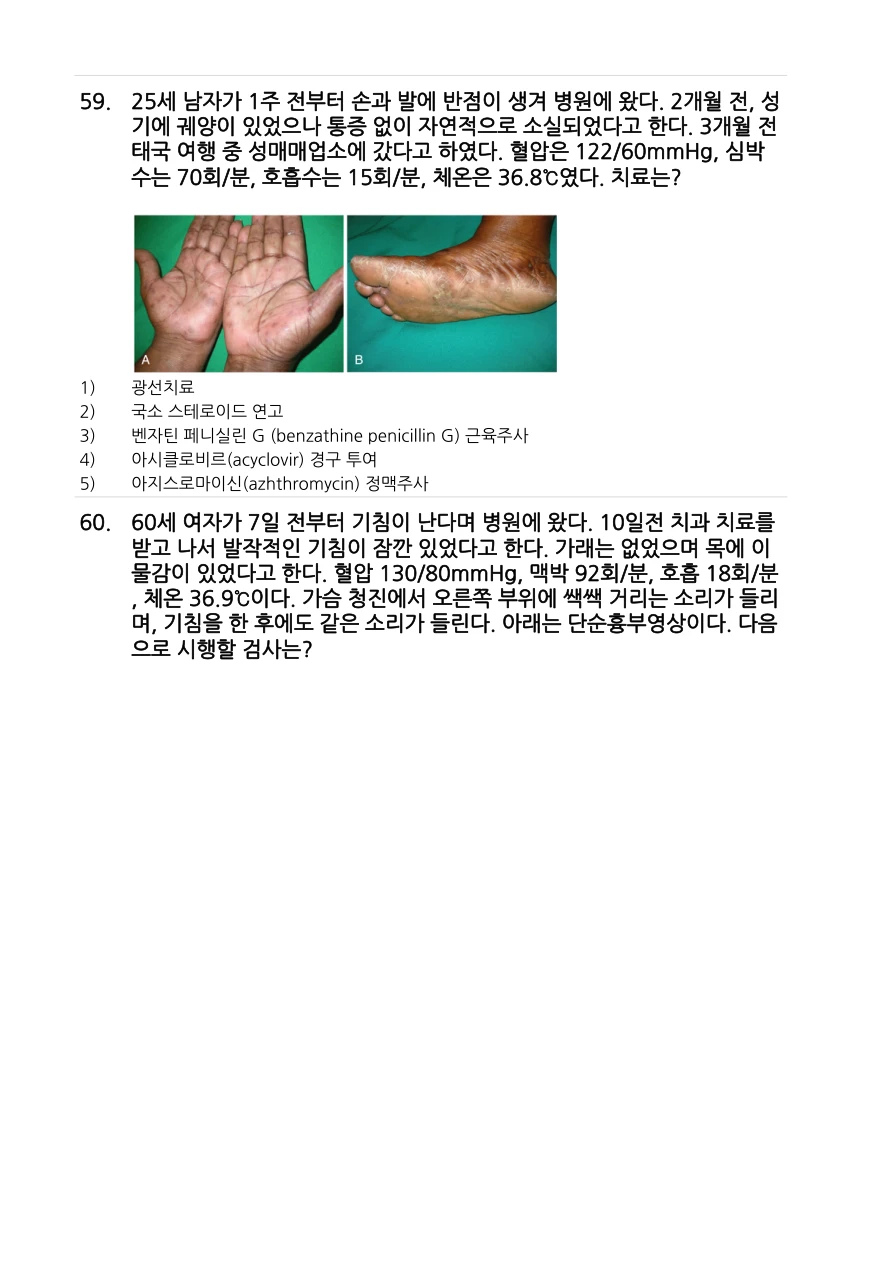 59. 25세 남자가 1주 전부터 손과 발에 반점이 생겨 병원에 왔다. 2개월 전, 성
기에 궤양이 있었으나 통증 없이 자연적으로 소실되었다고 한다. 3개월 전
태국 여행 중 성매매업소에 갔다고 하였다. 혈압은 122/60mmHg, 심박
수는 70회/분, 호흡수는 15회/분, 체온은 36.8℃였다. 치료는?
A B
1) 광선치료
2) 국소 스테로이드 연고
3) 벤자틴 페니실린 G (benzathine penicillin G) 근육주사
4) 아시클로비르(acyclovir) 경구 투여
5) 아지스로마이신(azhthromycin) 정맥주사
60. 60세 여자가 7일 전부터 기침이 난다며 병원에 왔다. 10일전 치과 치료를
받고 나서 발작적인 기침이 잠깐 있었다고 한다. 가래는 없었으며 목에 이
물감이 있었다고 한다. 혈압 130/80mmHg, 맥박 92회/분, 호흡 18회/분
, 체온 36.9℃이다. 가슴 청진에서 오른쪽 부위에 쌕쌕 거리는 소리가 들리
며, 기침을 한 후에도 같은 소리가 들린다. 아래는 단순흉부영상이다. 다음
으로 시행할 검사는?